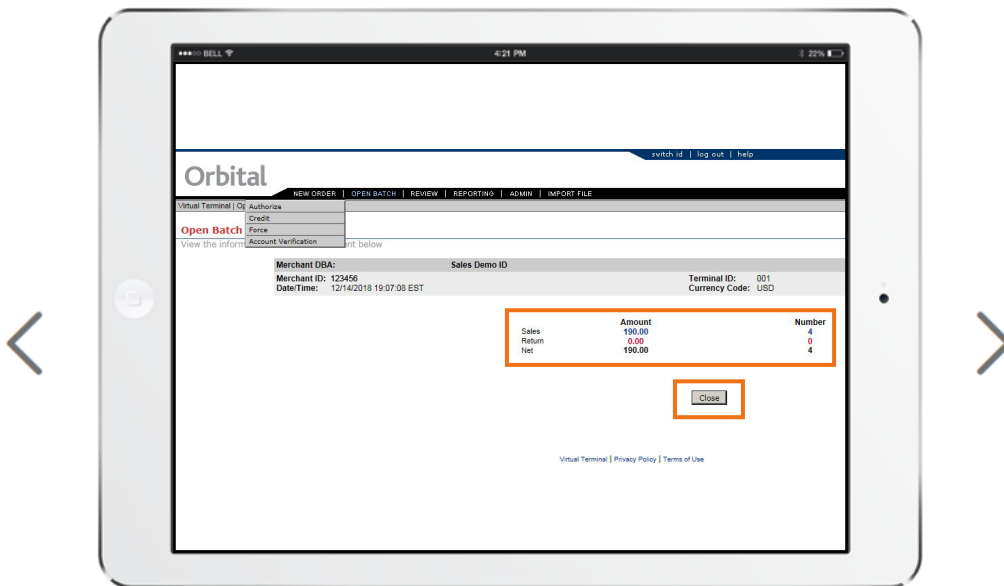 BELL 4:21 PM 22%
switch id | log out | help
Orbital
NEW ORDER | OPEN BATCH | REVIEW | REPORTING | ADMIN | IMPORT FILE
Virtual Terminal | Op
Authorize
Credit
Force
Account Verification
Open Batch
View the inform ent below
Merchant DBA: Sales Demo ID
Merchant ID: 123456 Terminal ID: 001
Date/Time: 12/14/2018 19:07:08 EST Currency Code: USD
Amount Number
Sales 190.00 4
Return 0.00 0
Net 190.00 4
Close
Virtual Terminal | Privacy Policy | Terms of Use